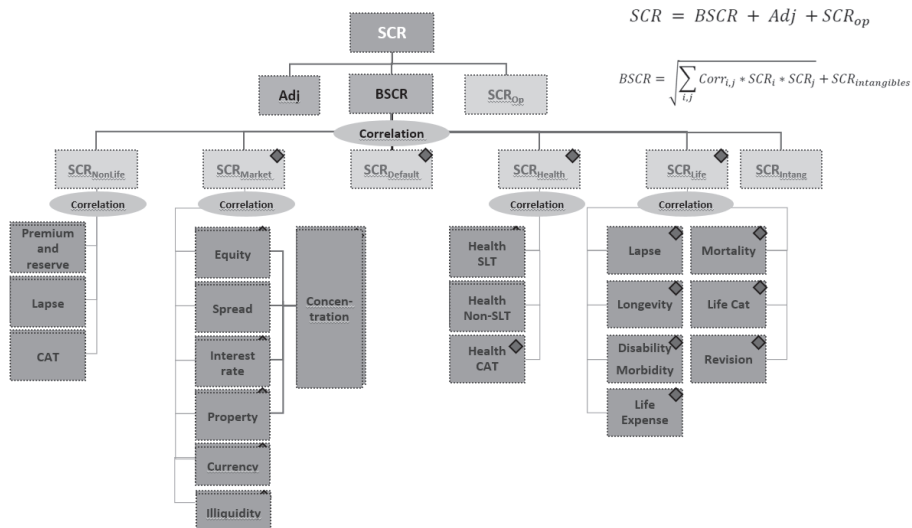 SCR
SCR = BSCR + Adj + SCR_op
Adj
BSCR
SCR_Op
BSCR = √(∑_{i,j} Corr_{i,j} * SCR_i * SCR_j) + SCR_intangibles
Correlation
SCR_NonLife
SCR_Market
SCR_Default
SCR_Health
SCR_Life
SCR_Intang
Correlation
Correlation
Correlation
Correlation
Premium
and
reserve
Lapse
CAT
Equity
Spread
Interest
rate
Property
Currency
Illiquidity
Concen-
tration
Health
SLT
Health
Non-SLT
Health
CAT
Lapse
Longevity
Disability
Morbidity
Life
Expense
Mortality
Life Cat
Revision